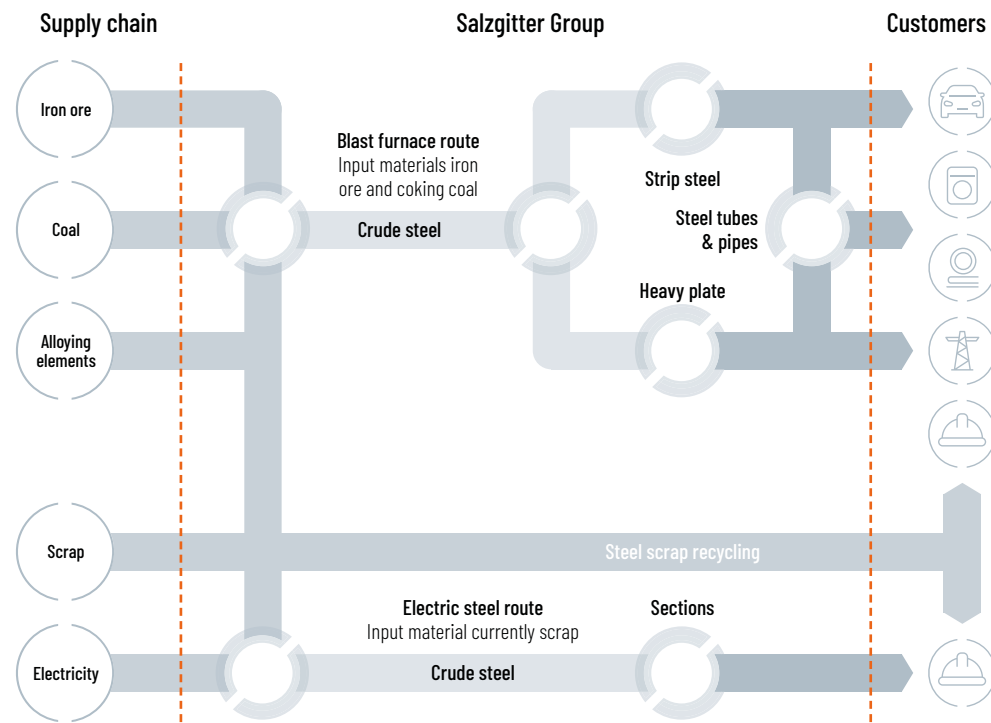 Supply chain
Salzgitter Group
Customers
Iron ore
Blast furnace route
Input materials iron
ore and coking coal
Strip steel
Coal
Crude steel
Steel tubes
& pipes
Heavy plate
Alloying
elements
Scrap
Steel scrap recycling
Electric steel route
Input material currently scrap
Sections
Electricity
Crude steel